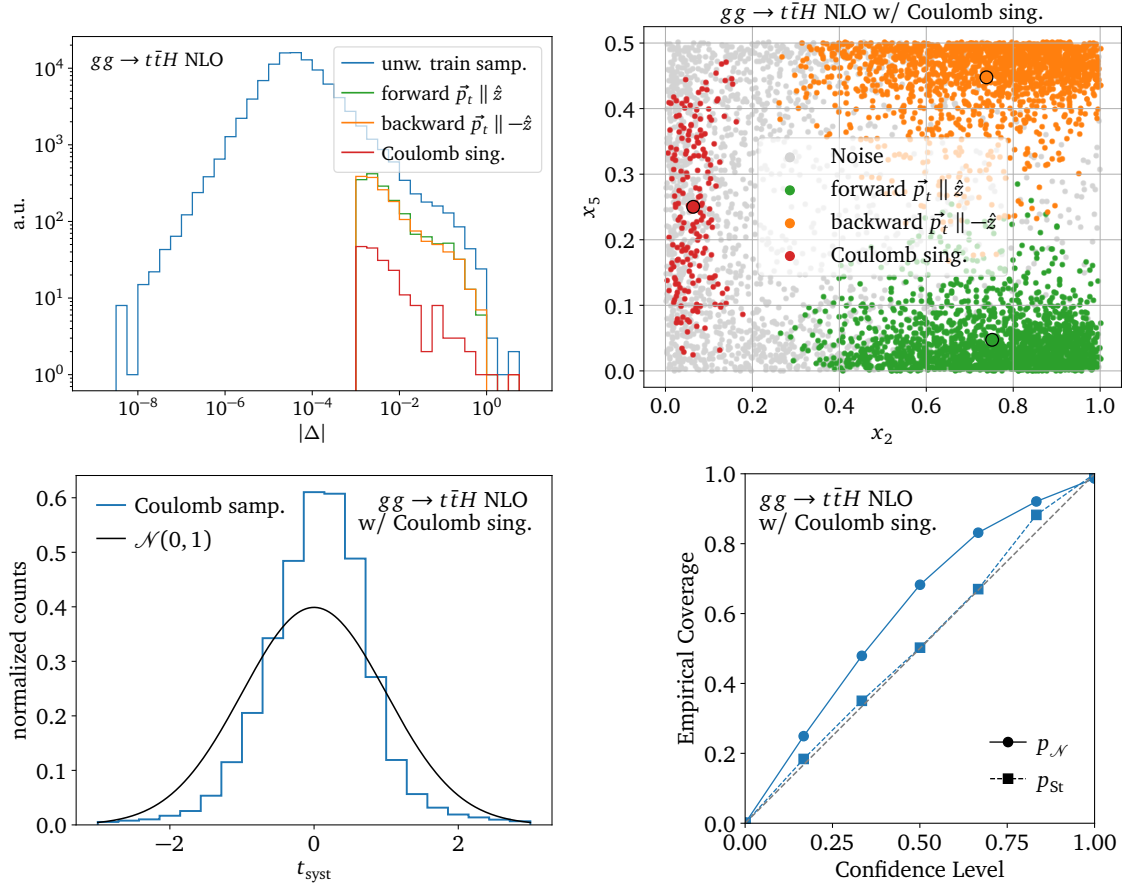 gg → tt̄H NLO
unw. train samp.
forward p⃗_t ∥ ẑ
backward p⃗_t ∥ −ẑ
Coulomb sing.
a.u.
10^4
10^3
10^2
10^1
10^0
10^−8
10^−6
10^−4
10^−2
10^0
|Δ|
gg → tt̄H NLO w/ Coulomb sing.
Noise
forward p⃗_t ∥ ẑ
backward p⃗_t ∥ −ẑ
Coulomb sing.
x_5
0.5
0.4
0.3
0.2
0.1
0.0
0.0
0.2
0.4
0.6
0.8
1.0
x_2
Coulomb samp.
𝒩(0, 1)
gg → tt̄H NLO
w/ Coulomb sing.
normalized counts
0.6
0.5
0.4
0.3
0.2
0.1
0.0
−2
0
2
t_syst
gg → tt̄H NLO
w/ Coulomb sing.
p_𝒩
p_St
Empirical Coverage
1.0
0.8
0.6
0.4
0.2
0.0
0.00
0.25
0.50
0.75
1.00
Confidence Level